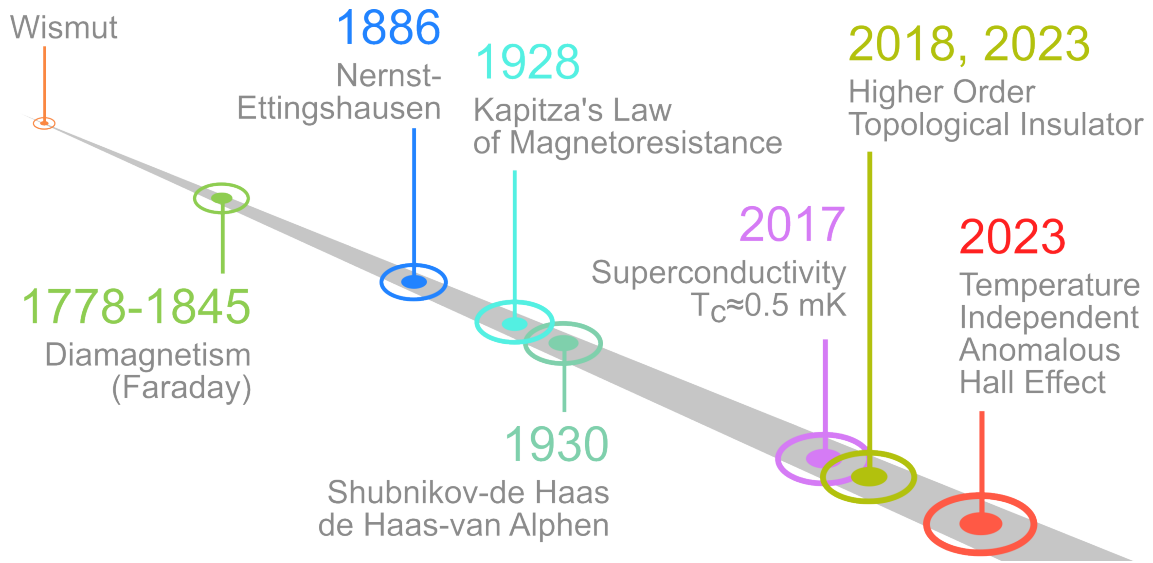 Wismut
1778-1845
Diamagnetism
(Faraday)
1886
Nernst-
Ettingshausen
1928
Kapitza's Law
of Magnetoresistance
1930
Shubnikov-de Haas
de Haas-van Alphen
2017
Superconductivity
TC≈0.5 mK
2018, 2023
Higher Order
Topological Insulator
2023
Temperature
Independent
Anomalous
Hall Effect